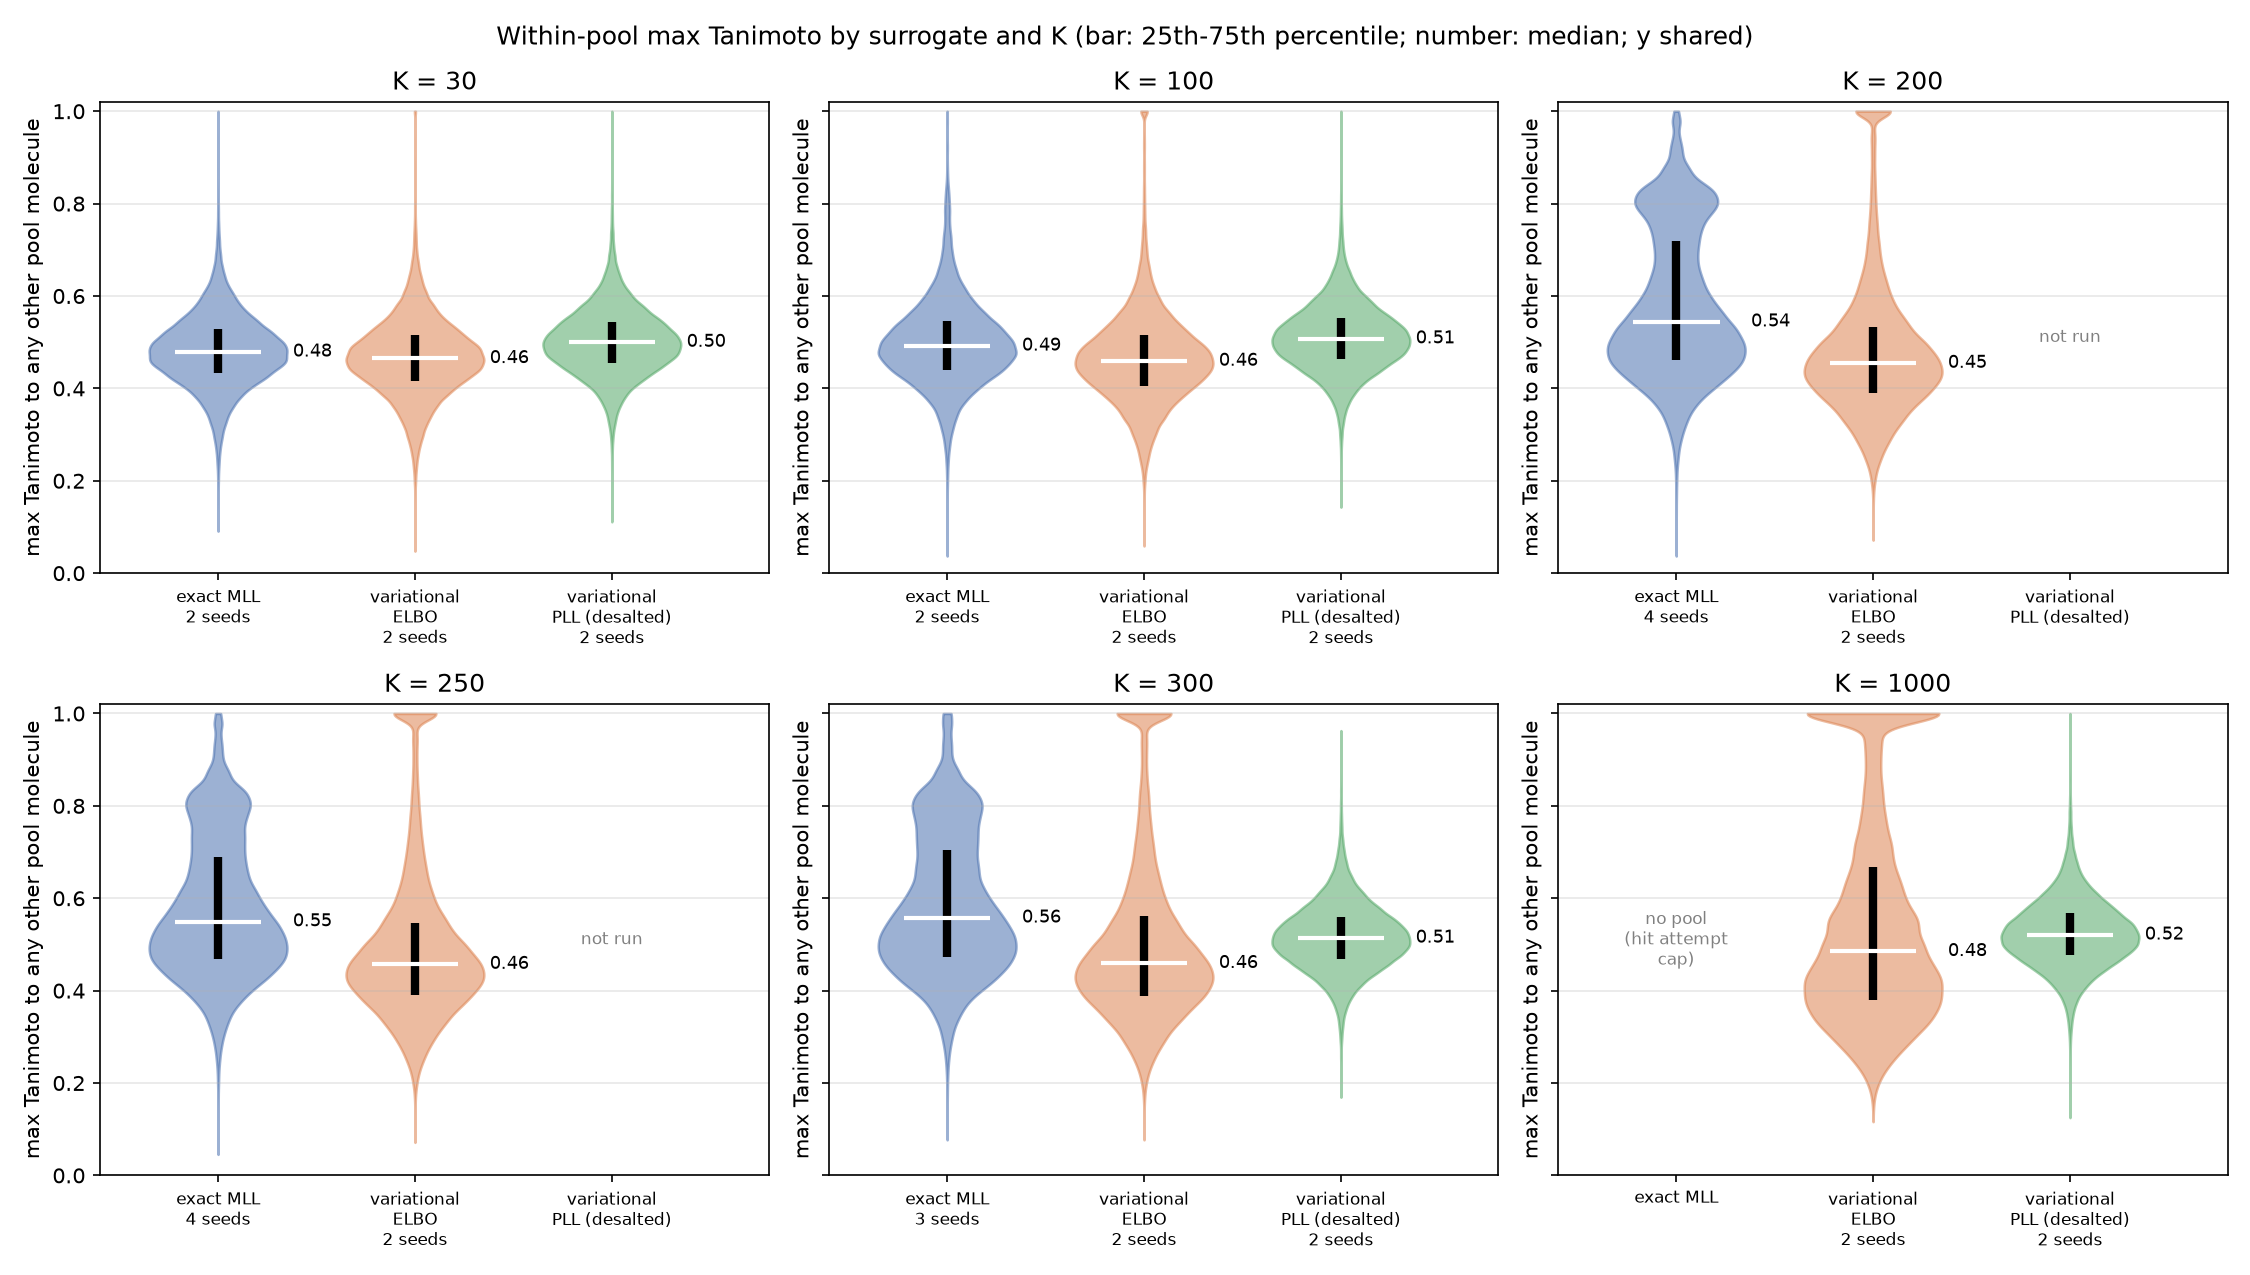 Within-pool max Tanimoto by surrogate and K (bar: 25th-75th percentile; number: median; y shared)
K = 30
max Tanimoto to any other pool molecule
1.0
0.8
0.6
0.4
0.2
0.0
0.48
0.46
0.50
exact MLL
2 seeds
variational
ELBO
2 seeds
variational
PLL (desalted)
2 seeds
K = 100
max Tanimoto to any other pool molecule
0.49
0.46
0.51
exact MLL
2 seeds
variational
ELBO
2 seeds
variational
PLL (desalted)
2 seeds
K = 200
max Tanimoto to any other pool molecule
0.54
0.45
not run
exact MLL
4 seeds
variational
ELBO
2 seeds
variational
PLL (desalted)
K = 250
max Tanimoto to any other pool molecule
1.0
0.8
0.6
0.4
0.2
0.0
0.55
0.46
not run
exact MLL
4 seeds
variational
ELBO
2 seeds
variational
PLL (desalted)
K = 300
max Tanimoto to any other pool molecule
0.56
0.46
0.51
exact MLL
3 seeds
variational
ELBO
2 seeds
variational
PLL (desalted)
2 seeds
K = 1000
max Tanimoto to any other pool molecule
no pool
(hit attempt
cap)
0.48
0.52
exact MLL
variational
ELBO
2 seeds
variational
PLL (desalted)
2 seeds